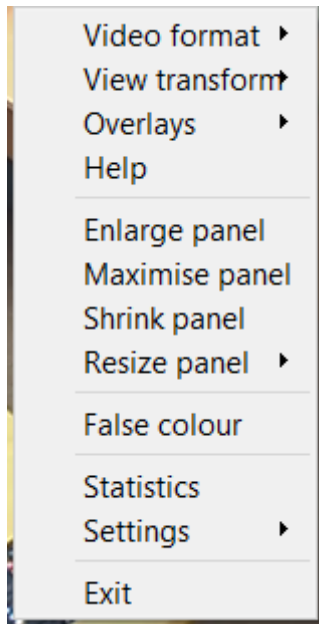 Video format
View transform
Overlays
Help
Enlarge panel
Maximise panel
Shrink panel
Resize panel
False colour
Statistics
Settings
Exit